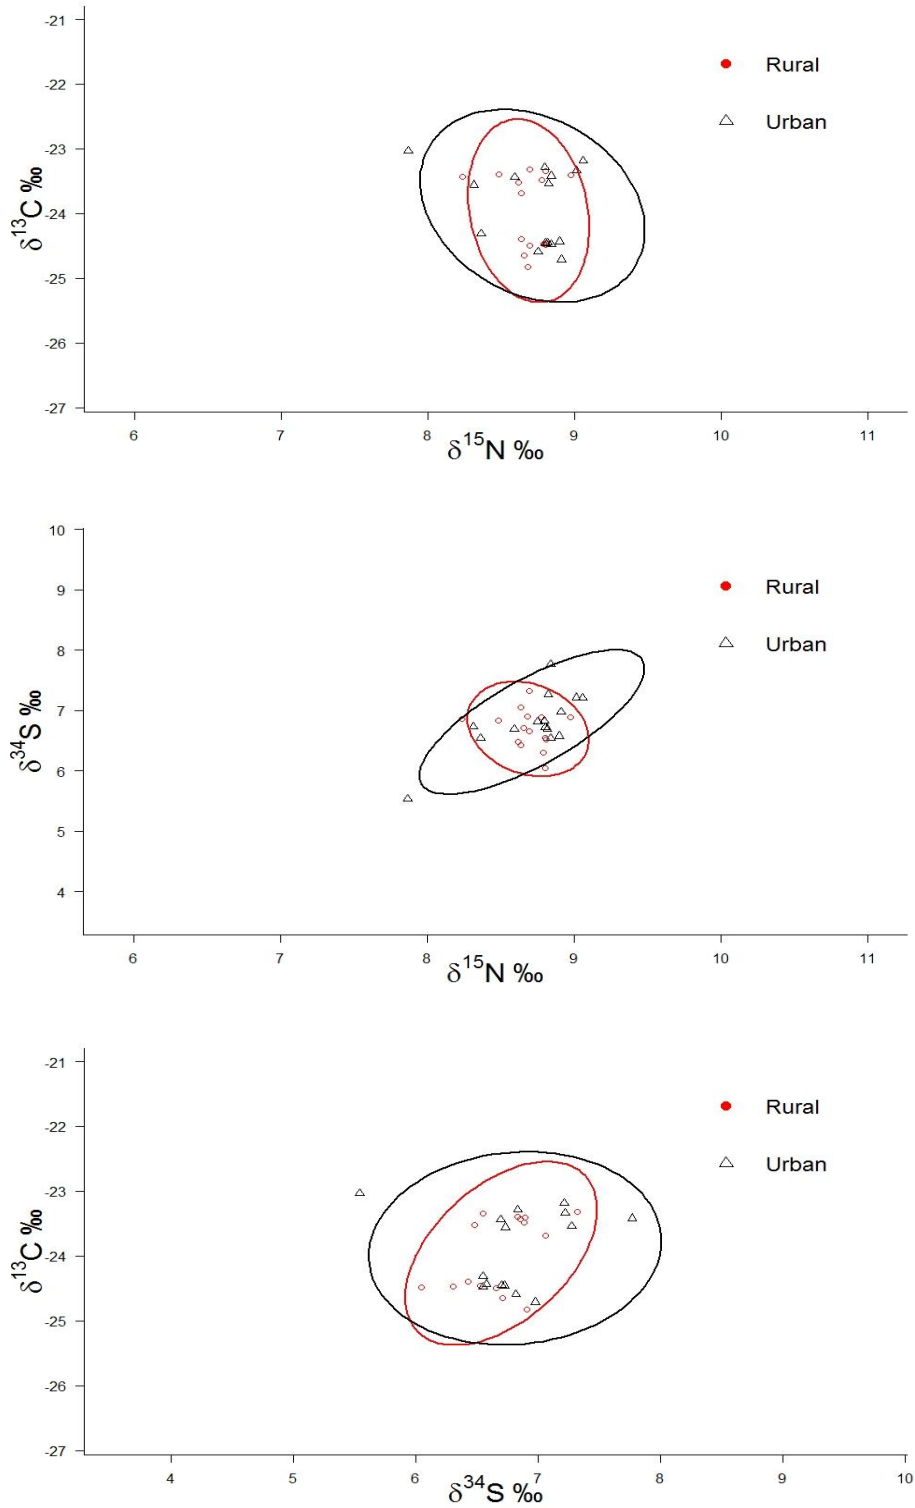 -21
Rural
-22
Urban
-23
-24
-25
-26
-27
δ¹³C ‰
6 7 8 9 10 11
δ¹⁵N ‰
10
9
Rural
8
Urban
7
6
5
4
δ³⁴S ‰
6 7 8 9 10 11
δ¹⁵N ‰
-21
Rural
-22
Urban
-23
-24
-25
-26
-27
δ¹³C ‰
4 5 6 7 8 9 10
δ³⁴S ‰